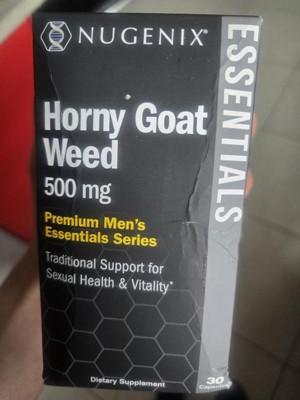 NUGENIX®
ESSENTIALS
Horny Goat
Weed
500 mg
Premium Men's
Essentials Series
Traditional Support for
Sexual Health & Vitality*
Dietary Supplement
30
Capsules